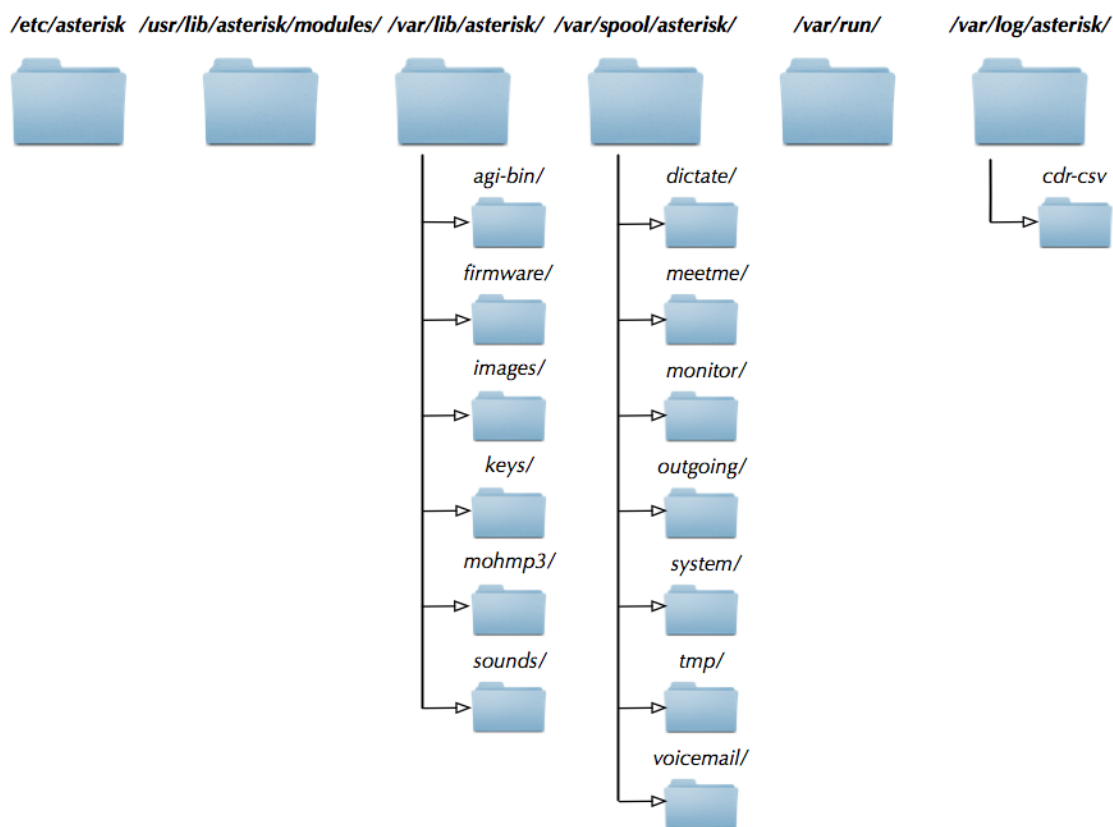 /etc/asterisk
/usr/lib/asterisk/modules/
/var/lib/asterisk/
/var/spool/asterisk/
/var/run/
/var/log/asterisk/
agi-bin/
firmware/
images/
keys/
mohmp3/
sounds/
dictate/
meetme/
monitor/
outgoing/
system/
tmp/
voicemail/
cdr-csv